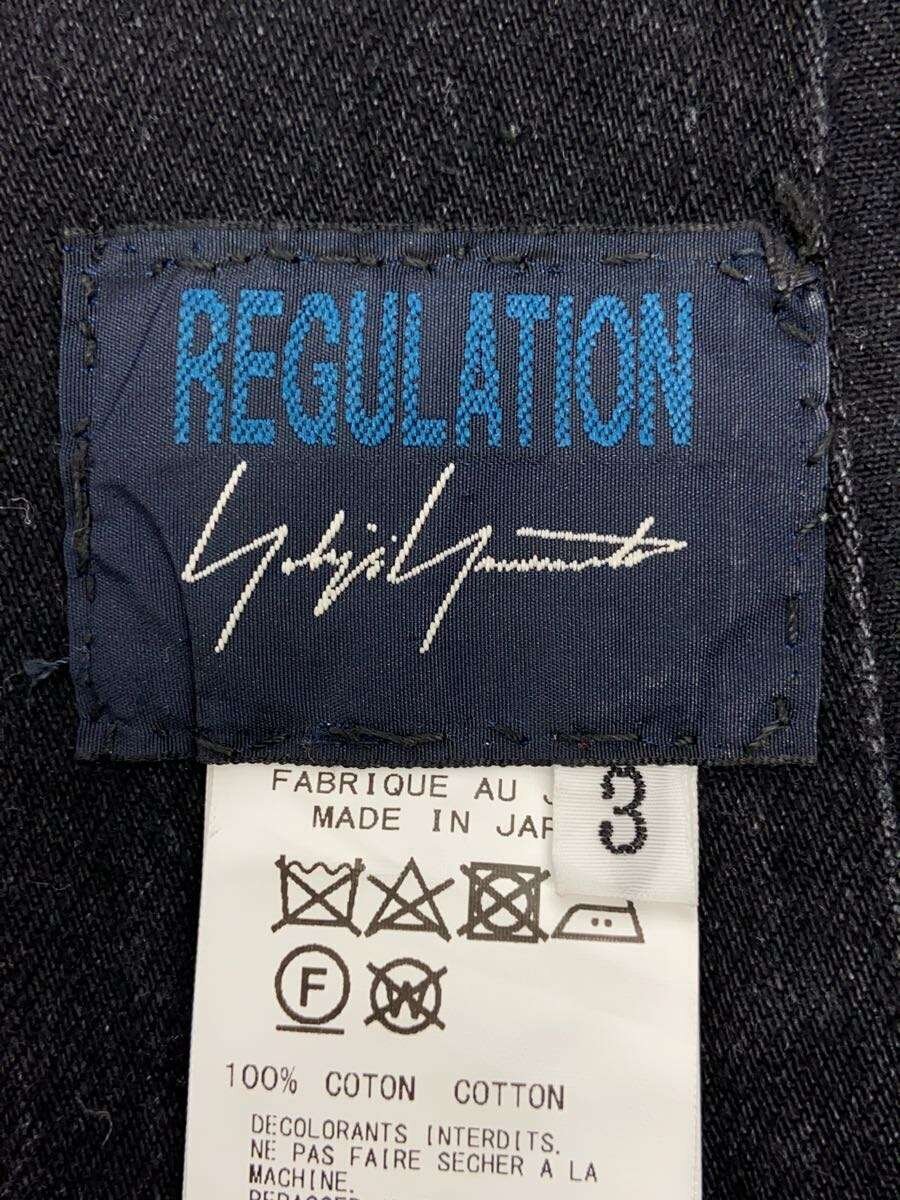 REGULATION
Yohji Yamamoto
FABRIQUE AU
MADE IN JAP
3
F
W
100% COTON COTTON
DECOLORANTS INTERDITS.
NE PAS FAIRE SECHER A LA
MACHINE.